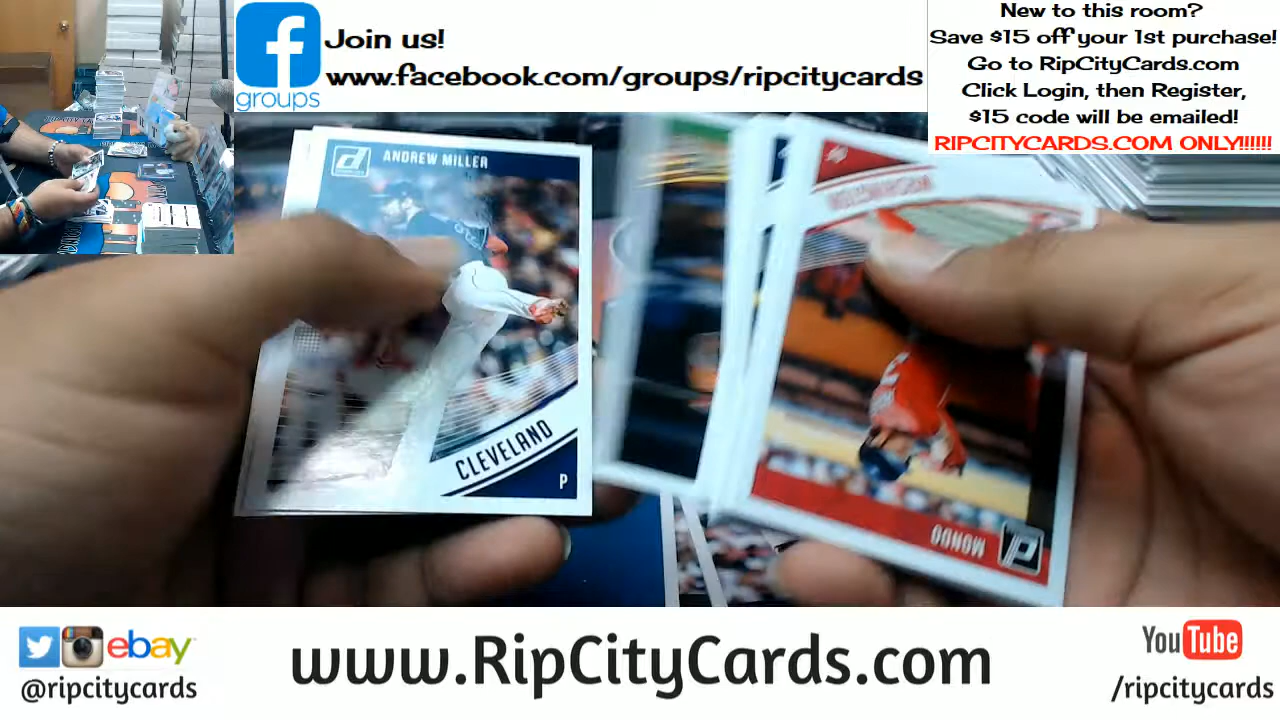 Join us!
www.facebook.com/groups/ripcitycards
groups
New to this room?
Save $15 off your 1st purchase!
Go to RipCityCards.com
Click Login, then Register,
$15 code will be emailed!
RIPCITYCARDS.COM ONLY!!!!!!
ANDREW MILLER
CLEVELAND
P
WASHINGTON
MONDO
ebay
@ripcitycards
www.RipCityCards.com
YouTube
/ripcitycards